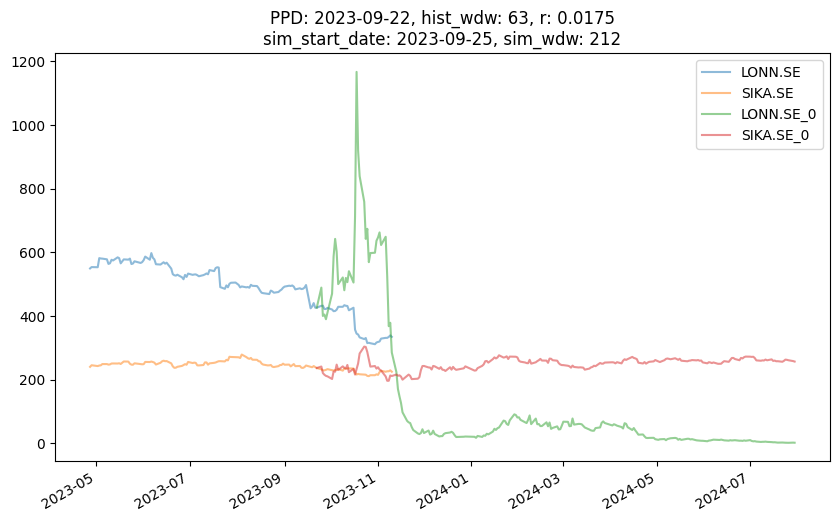 PPD: 2023-09-22, hist_wdw: 63, r: 0.0175
sim_start_date: 2023-09-25, sim_wdw: 212
LONN.SE
SIKA.SE
LONN.SE_0
SIKA.SE_0
1200
1000
800
600
400
200
0
2023-05
2023-07
2023-09
2023-11
2024-01
2024-03
2024-05
2024-07